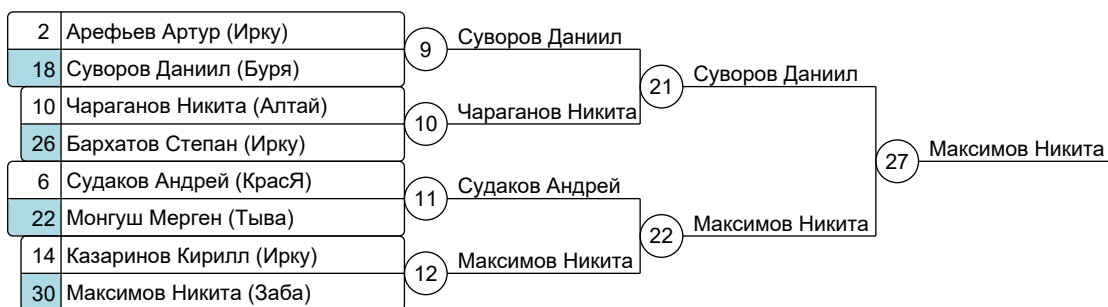 2 Арефьев Артур (Ирку)
18 Суворов Даниил (Буря)
10 Чараганов Никита (Алтай)
26 Бархатов Степан (Ирку)
6 Судаков Андрей (КрасЯ)
22 Монгуш Мерген (Тыва)
14 Казаринов Кирилл (Ирку)
30 Максимов Никита (Заба)
9 Суворов Даниил
10 Чараганов Никита
11 Судаков Андрей
12 Максимов Никита
21 Суворов Даниил
22 Максимов Никита
27 Максимов Никита